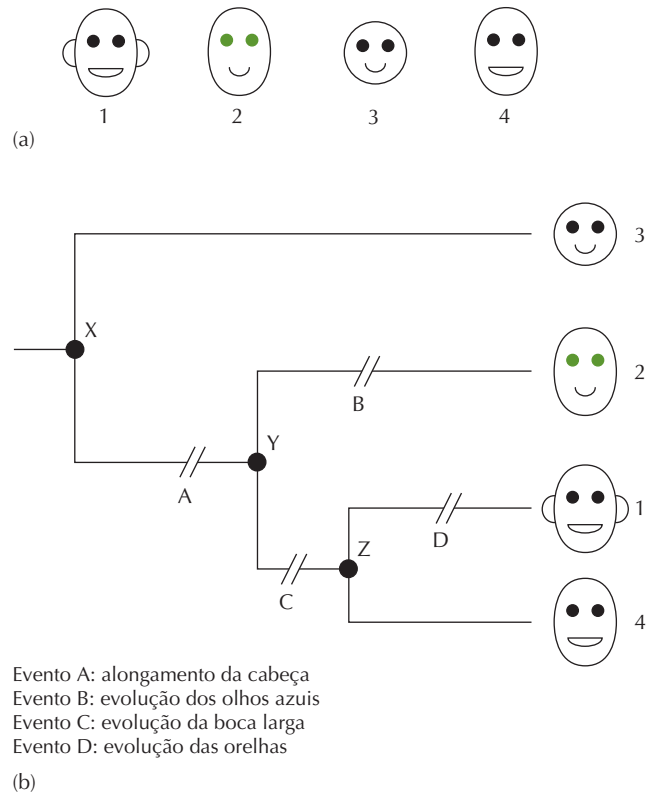 1 2 3 4
(a)
3
X
2
B
Y
A
1
D
Z
C
4
Evento A: alongamento da cabeça
Evento B: evolução dos olhos azuis
Evento C: evolução da boca larga
Evento D: evolução das orelhas
(b)